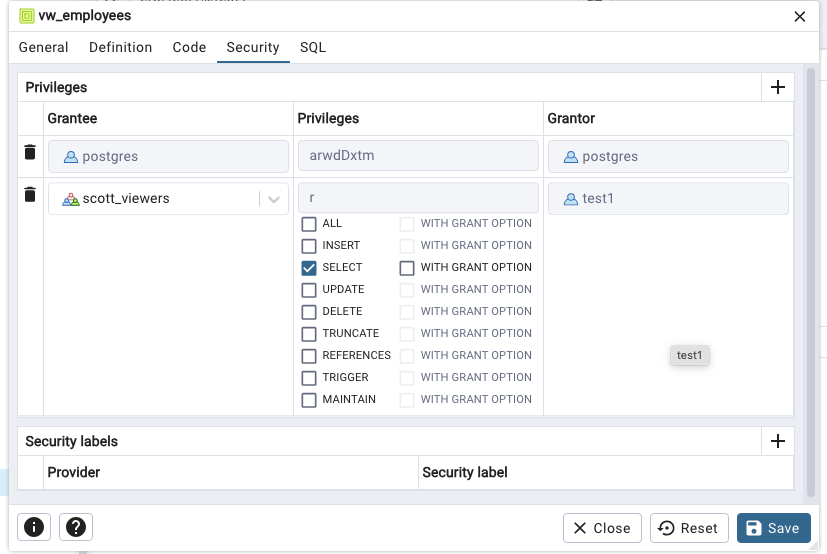 vw_employees
General Definition Code Security SQL
Privileges
Grantee Privileges Grantor
postgres arwdDxtm postgres
scott_viewers r test1
ALL WITH GRANT OPTION
INSERT WITH GRANT OPTION
SELECT WITH GRANT OPTION
UPDATE WITH GRANT OPTION
DELETE WITH GRANT OPTION
TRUNCATE WITH GRANT OPTION
REFERENCES WITH GRANT OPTION
test1
TRIGGER WITH GRANT OPTION
MAINTAIN WITH GRANT OPTION
Security labels
Provider Security label
Close Reset Save